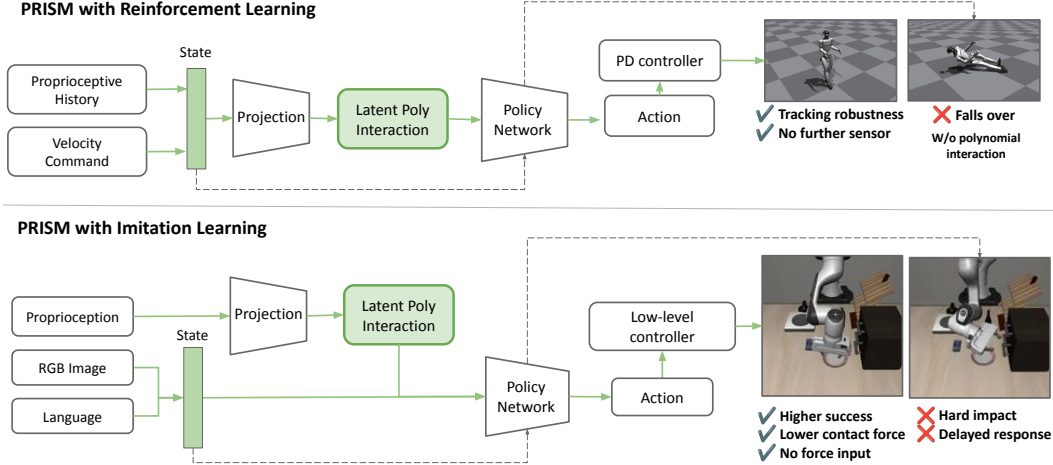 PRISM with Reinforcement Learning
State
Proprioceptive
History
Velocity
Command
Projection
Latent Poly
Interaction
Policy
Network
PD controller
Action
Tracking robustness
No further sensor
Falls over
W/o polynomial
interaction
PRISM with Imitation Learning
Proprioception
RGB Image
Language
State
Projection
Latent Poly
Interaction
Policy
Network
Low-level
controller
Action
Higher success
Lower contact force
No force input
Hard impact
Delayed response